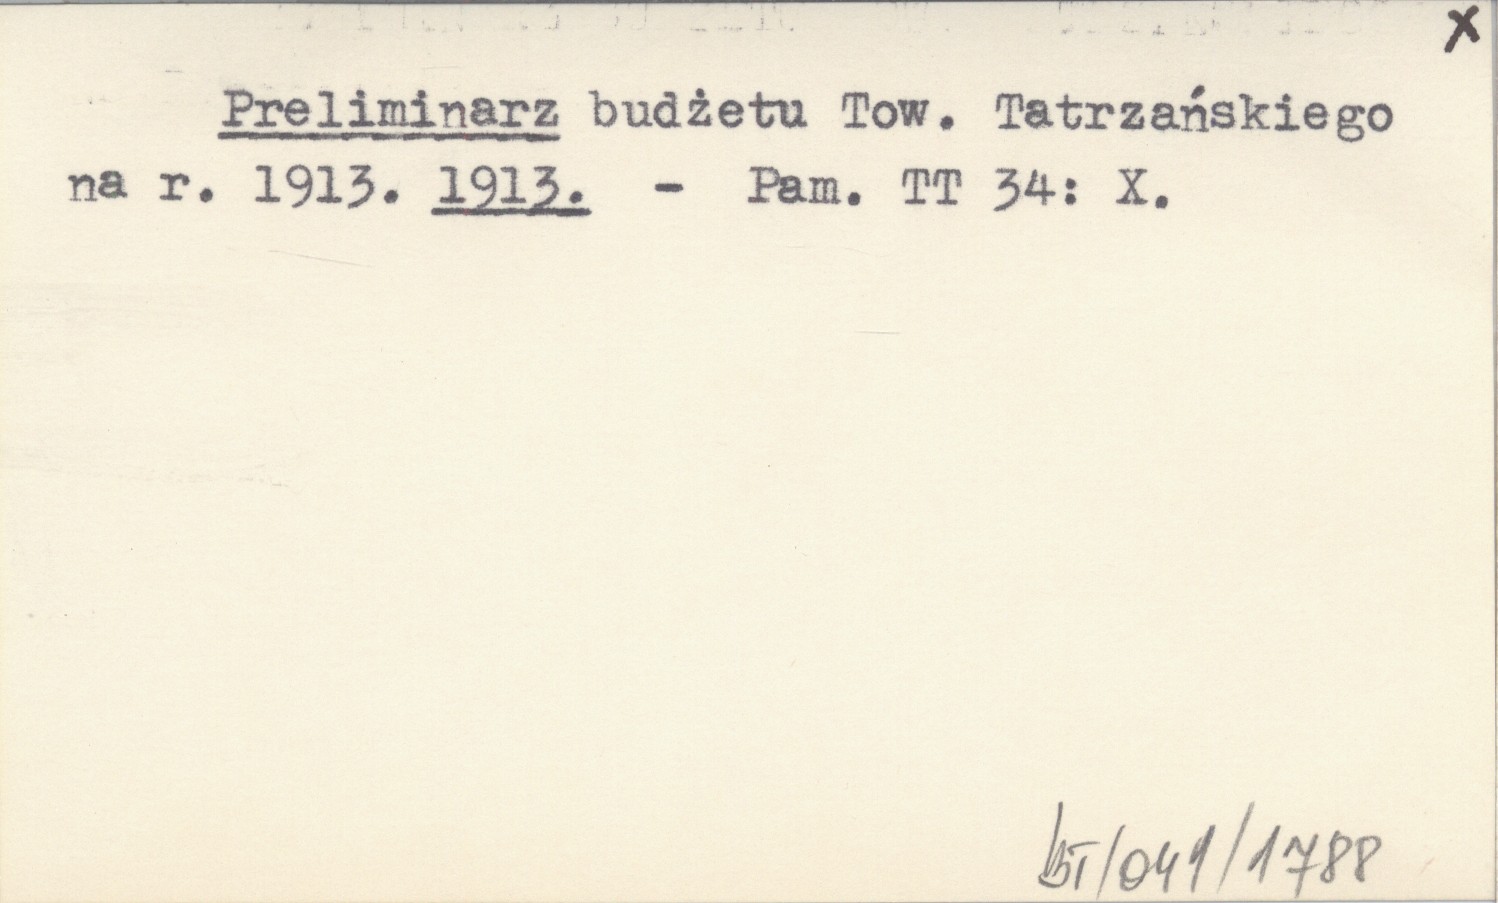 X
Preliminarz budżetu Tow. Tatrzańskiego
na r. 1913. 1913. - Pam. TT 34: X.
BT/041/1788